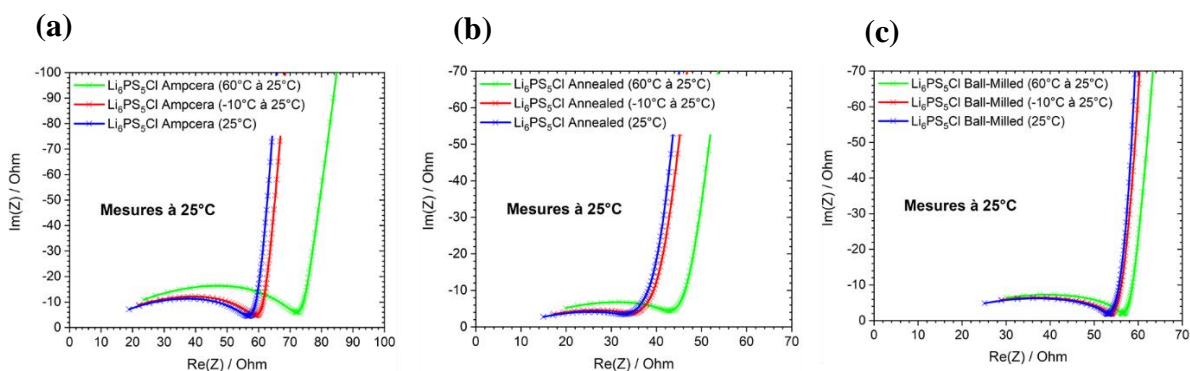 (a)
-100
-90
-80
-70
-60
-50
-40
-30
-20
-10
0
Im(Z) / Ohm
Li₆PS₅Cl Ampcera (60°C à 25°C)
Li₆PS₅Cl Ampcera (-10°C à 25°C)
Li₆PS₅Cl Ampcera (25°C)
Mesures à 25°C
0 10 20 30 40 50 60 70 80 90 100
Re(Z) / Ohm
(b)
-70
-60
-50
-40
-30
-20
-10
0
Im(Z) / Ohm
Li₆PS₅Cl Annealed (60°C à 25°C)
Li₆PS₅Cl Annealed (-10°C à 25°C)
Li₆PS₅Cl Annealed (25°C)
Mesures à 25°C
0 10 20 30 40 50 60 70
Re(Z) / Ohm
(c)
-70
-60
-50
-40
-30
-20
-10
0
Im(Z) / Ohm
Li₆PS₅Cl Ball-Milled (60°C à 25°C)
Li₆PS₅Cl Ball-Milled (-10°C à 25°C)
Li₆PS₅Cl Ball-Milled (25°C)
Mesures à 25°C
0 10 20 30 40 50 60 70
Re(Z) / Ohm